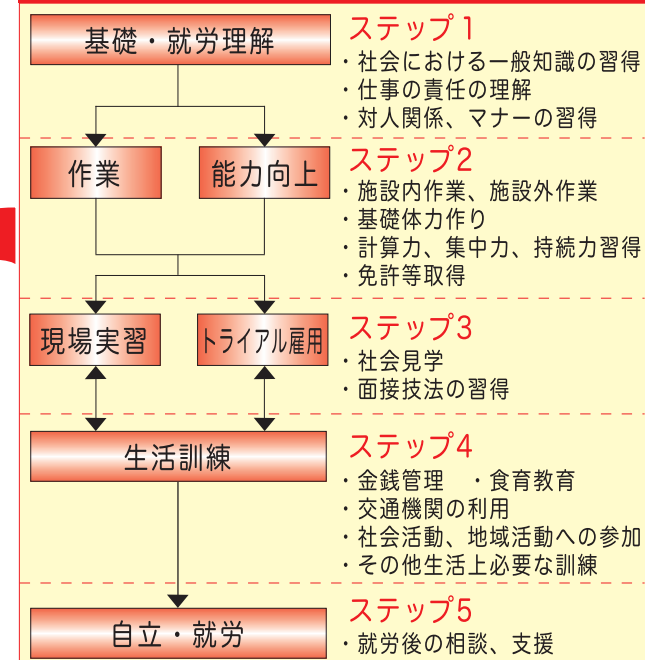 基礎・就労理解
ステップ1
・社会における一般知識の習得
・仕事の責任の理解
・対人関係、マナーの習得
作業
能力向上
ステップ2
・施設内作業、施設外作業
・基礎体力作り
・計算力、集中力、持続力習得
・免許等取得
現場実習
トライアル雇用
ステップ3
・社会見学
・面接技法の習得
生活訓練
ステップ4
・金銭管理　・食育教育
・交通機関の利用
・社会活動、地域活動への参加
・その他生活上必要な訓練
自立・就労
ステップ5
・就労後の相談、支援